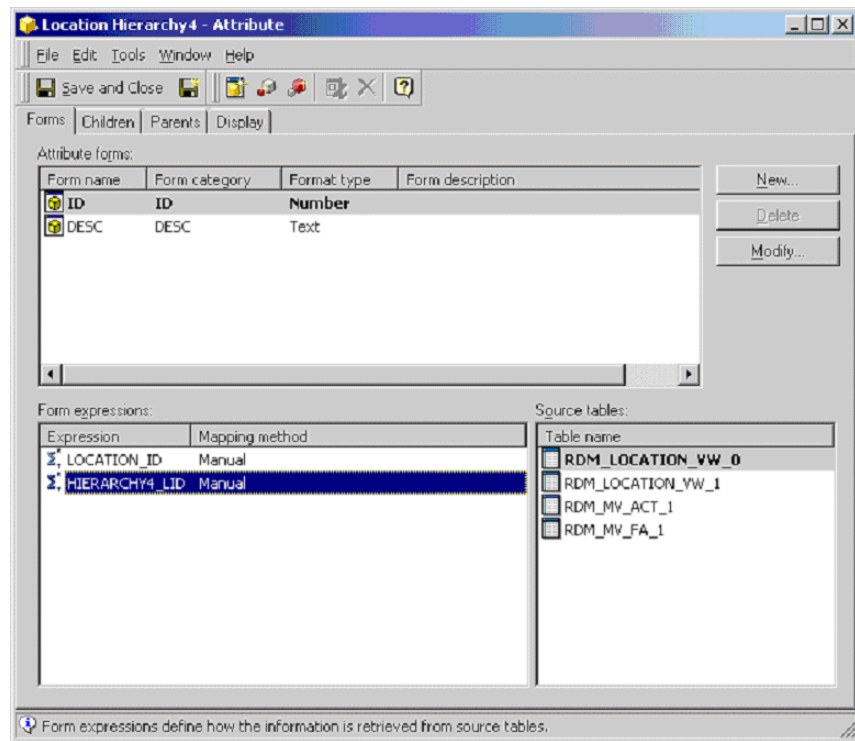 Location Hierarchy4 - Attribute
File Edit Tools Window Help
Save and Close
Forms Children Parents Display
Attribute forms:
Form name Form category Format type Form description
ID ID Number
DESC DESC Text
New...
Delete
Modify...
Form expressions:
Expression Mapping method
LOCATION_ID Manual
HIERARCHY4_LID Manual
Source tables:
Table name
RDM_LOCATION_VW_0
RDM_LOCATION_VW_1
RDM_MV_ACT_1
RDM_MV_FA_1
Form expressions define how the information is retrieved from source tables.